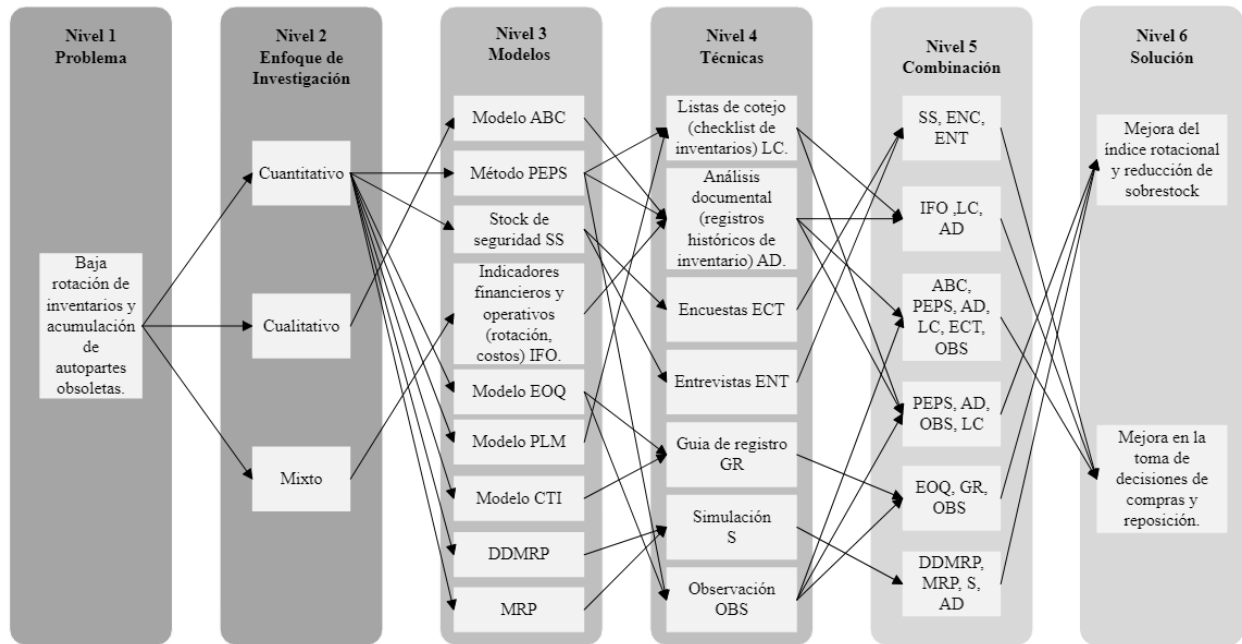 Nivel 1
Problema
Baja
rotación de
inventarios y
acumulación
de
autopartes
obsoletas.
Nivel 2
Enfoque de
Investigación
Cuantitativo
Cualitativo
Mixto
Nivel 3
Modelos
Modelo ABC
Método PEPS
Stock de
seguridad SS
Indicadores
financieros y
operativos
(rotación,
costos) IFO.
Modelo EOQ
Modelo PLM
Modelo CTI
DDMRP
MRP
Nivel 4
Técnicas
Listas de cotejo
(checklist de
inventarios) LC.
Análisis
documental
(registros
históricos de
inventario) AD.
Encuestas ECT
Entrevistas ENT
Guia de registro
GR
Simulación
S
Observación
OBS
Nivel 5
Combinación
SS, ENC,
ENT
IFO ,LC,
AD
ABC,
PEPS, AD,
LC, ECT,
OBS
PEPS, AD,
OBS, LC
EOQ, GR,
OBS
DDMRP,
MRP, S,
AD
Nivel 6
Solución
Mejora del
índice rotacional
y reducción de
sobrestock
Mejora en la
toma de
decisiones de
compras y
reposición.